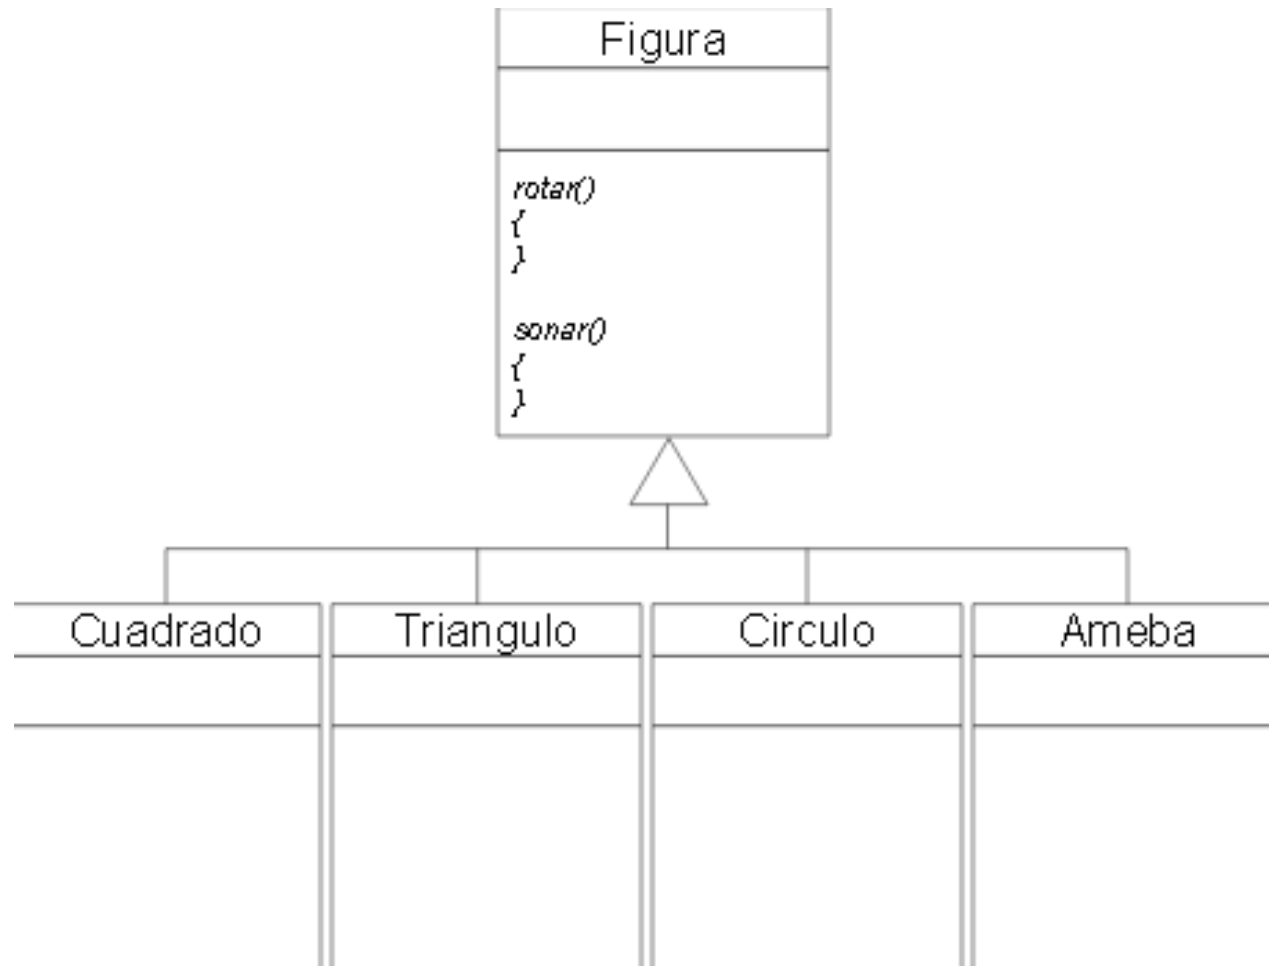 Figura
rotar()
{
}
sonar()
{
}
Cuadrado
Triangulo
Circulo
Ameba